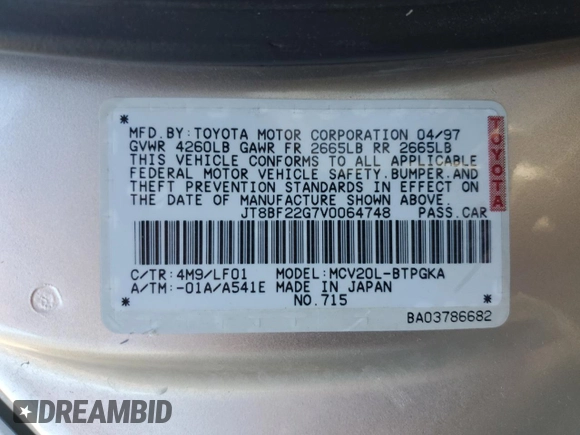 MFD.BY:TOYOTA MOTOR CORPORATION 04/97
GVWR 4260LB GAWR FR 2665LB RR 2665LB
THIS VEHICLE CONFORMS TO ALL APPLICABLE
FEDERAL MOTOR VEHICLE SAFETY.BUMPER.AND
THEFT PREVENTION STANDARDS IN EFFECT ON
THE DATE OF MANUFACTURE SHOWN ABOVE.
JT8BF22G7V0064748 PASS.CAR
TOYOTA
* *
C/TR:4M9/LF01 MODEL:MCV20L-BTPGKA
A/TM:-01A/A541E MADE IN JAPAN
* NO.715 *
BA03786682
DREAMBID